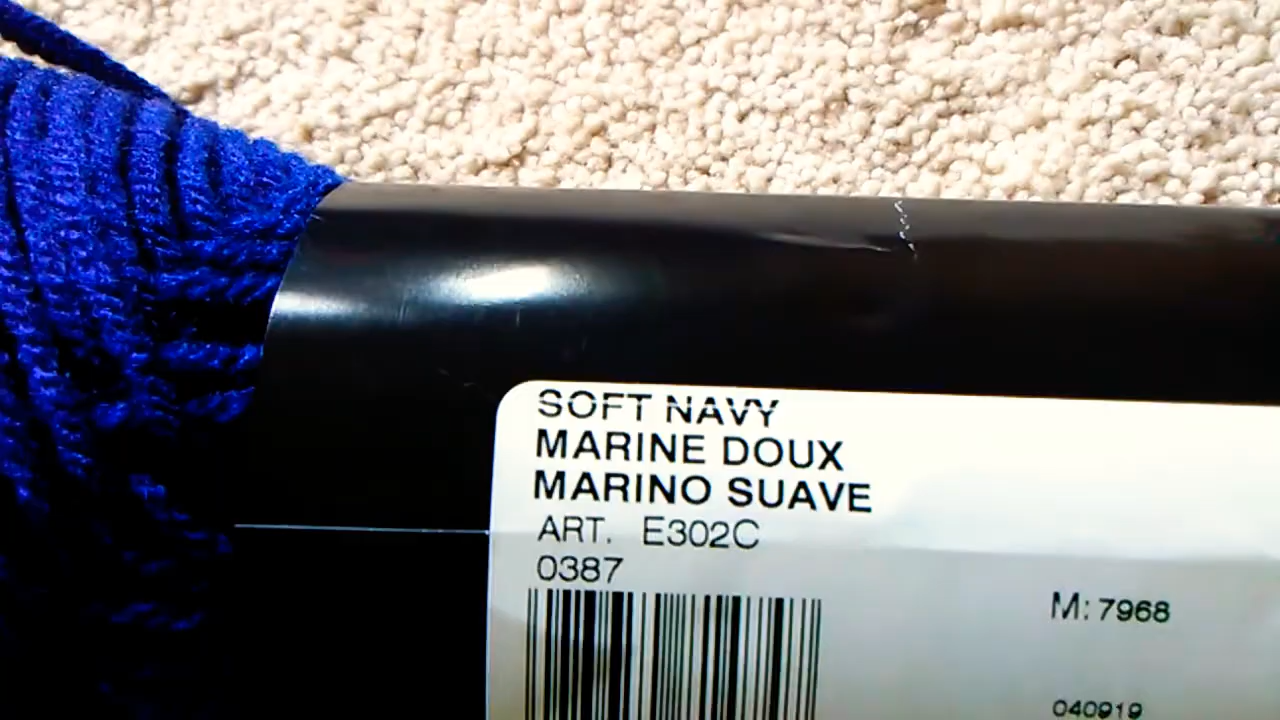 SOFT NAVY
MARINE DOUX
MARINO SUAVE
ART. E302C
0387
M: 7968
040919